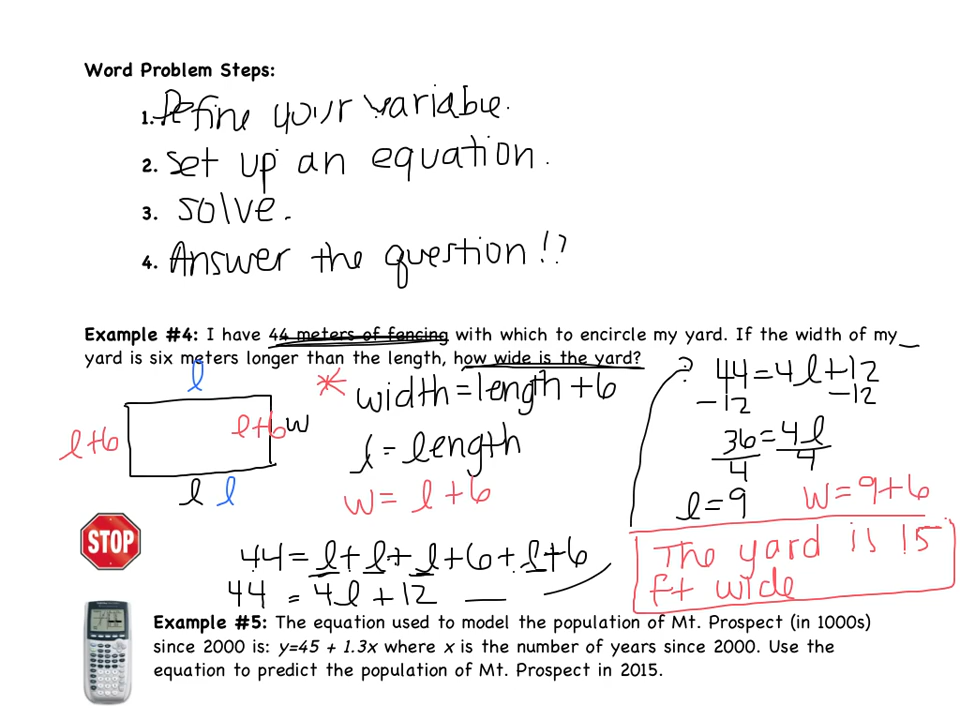 Word Problem Steps:
1. Define your variable.
2. Set up an equation.
3. Solve.
4. Answer the question!?
Example #4: I have 44 meters of fencing with which to encircle my yard. If the width of my
yard is six meters longer than the length, how wide is the yard?
l
l+6
l+6 w
l l
* width = length + 6
l = length
w = l + 6
44 = l + l + l + 6 + l + 6
44 = 4l + 12
? 44 = 4l + 12
-12 -12
36 = 4l
4 4
l = 9 w = 9 + 6
The yard is 15
ft wide
STOP
Example #5: The equation used to model the population of Mt. Prospect (in 1000s)
since 2000 is: y=45 + 1.3x where x is the number of years since 2000. Use the
equation to predict the population of Mt. Prospect in 2015.